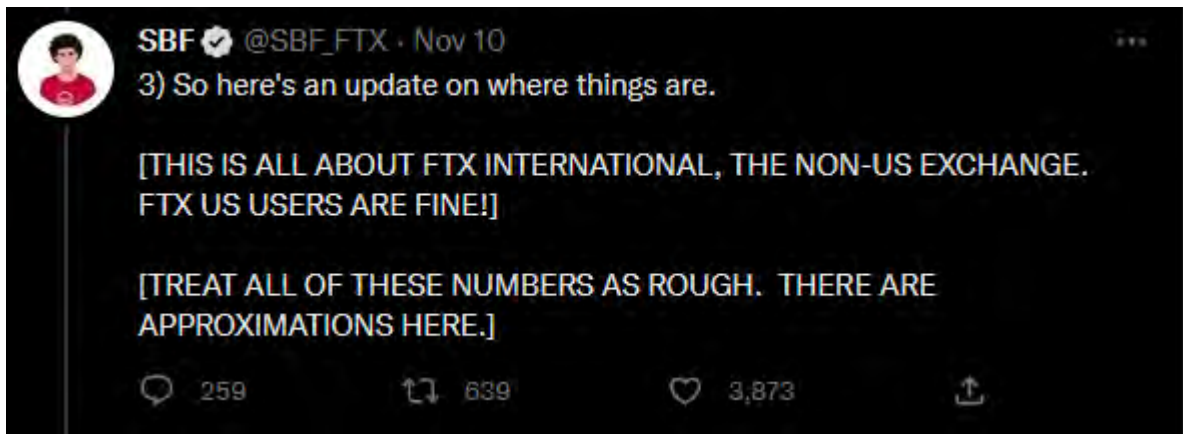 SBF @SBF_FTX · Nov 10
3) So here's an update on where things are.
[THIS IS ALL ABOUT FTX INTERNATIONAL, THE NON-US EXCHANGE.
FTX US USERS ARE FINE!]
[TREAT ALL OF THESE NUMBERS AS ROUGH.  THERE ARE
APPROXIMATIONS HERE.]
259 639 3,873